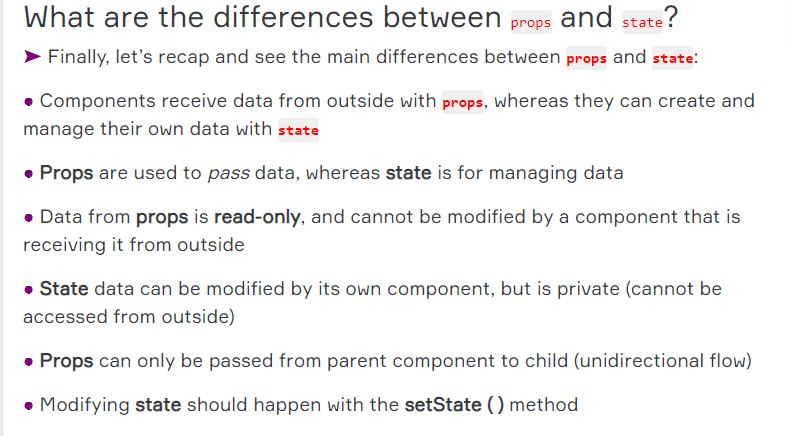 What are the differences between props and state?
➤ Finally, let’s recap and see the main differences between props and state:
• Components receive data from outside with props, whereas they can create and
manage their own data with state
• Props are used to pass data, whereas state is for managing data
• Data from props is read-only, and cannot be modified by a component that is
receiving it from outside
• State data can be modified by its own component, but is private (cannot be
accessed from outside)
• Props can only be passed from parent component to child (unidirectional flow)
• Modifying state should happen with the setState ( ) method